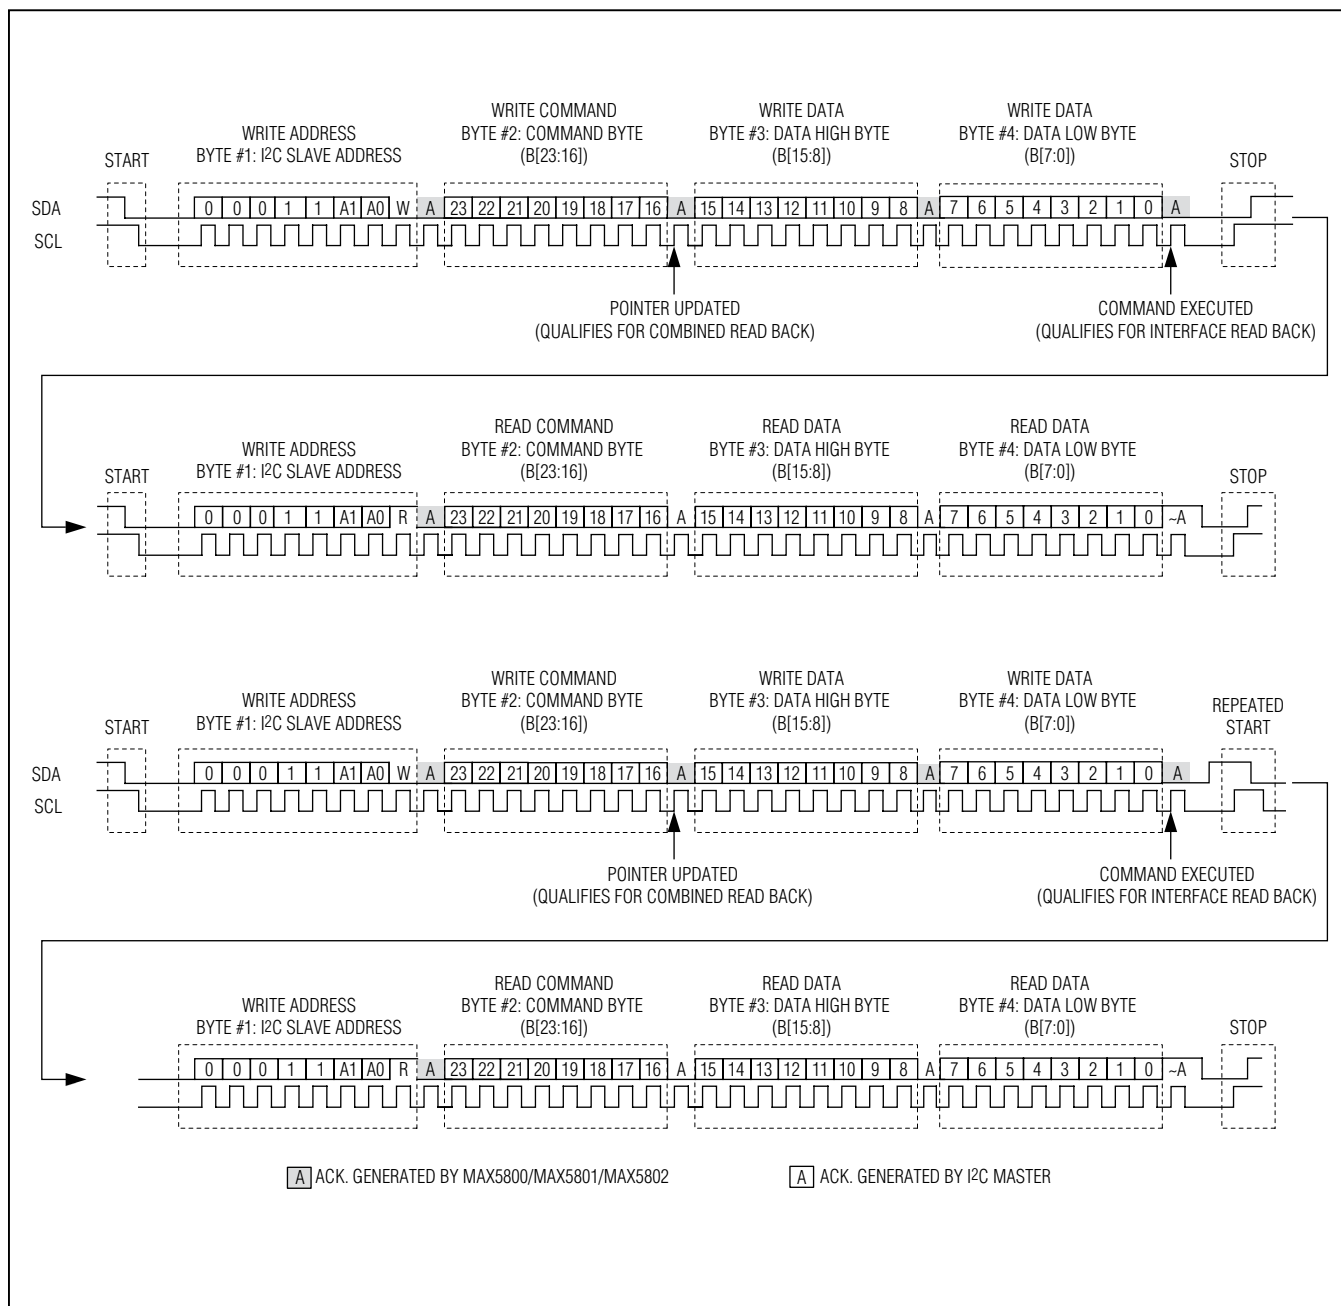 WRITE COMMAND WRITE DATA WRITE DATA
WRITE ADDRESS BYTE #2: COMMAND BYTE BYTE #3: DATA HIGH BYTE BYTE #4: DATA LOW BYTE
START BYTE #1: I2C SLAVE ADDRESS (B[23:16]) (B[15:8]) (B[7:0]) STOP
SDA 0 0 0 1 1 A1 A0 W A 23 22 21 20 19 18 17 16 A 15 14 13 12 11 10 9 8 A 7 6 5 4 3 2 1 0 A
SCL
POINTER UPDATED COMMAND EXECUTED
(QUALIFIES FOR COMBINED READ BACK) (QUALIFIES FOR INTERFACE READ BACK)
READ COMMAND READ DATA READ DATA
WRITE ADDRESS BYTE #2: COMMAND BYTE BYTE #3: DATA HIGH BYTE BYTE #4: DATA LOW BYTE
START BYTE #1: I2C SLAVE ADDRESS (B[23:16]) (B[15:8]) (B[7:0]) STOP
0 0 0 1 1 A1 A0 R A 23 22 21 20 19 18 17 16 A 15 14 13 12 11 10 9 8 A 7 6 5 4 3 2 1 0 ~A
WRITE COMMAND WRITE DATA WRITE DATA
WRITE ADDRESS BYTE #2: COMMAND BYTE BYTE #3: DATA HIGH BYTE BYTE #4: DATA LOW BYTE REPEATED
START BYTE #1: I2C SLAVE ADDRESS (B[23:16]) (B[15:8]) (B[7:0]) START
SDA 0 0 0 1 1 A1 A0 W A 23 22 21 20 19 18 17 16 A 15 14 13 12 11 10 9 8 A 7 6 5 4 3 2 1 0 A
SCL
POINTER UPDATED COMMAND EXECUTED
(QUALIFIES FOR COMBINED READ BACK) (QUALIFIES FOR INTERFACE READ BACK)
READ COMMAND READ DATA READ DATA
WRITE ADDRESS BYTE #2: COMMAND BYTE BYTE #3: DATA HIGH BYTE BYTE #4: DATA LOW BYTE
BYTE #1: I2C SLAVE ADDRESS (B[23:16]) (B[15:8]) (B[7:0]) STOP
0 0 0 1 1 A1 A0 R A 23 22 21 20 19 18 17 16 A 15 14 13 12 11 10 9 8 A 7 6 5 4 3 2 1 0 ~A
A ACK. GENERATED BY MAX5800/MAX5801/MAX5802 A ACK. GENERATED BY I2C MASTER